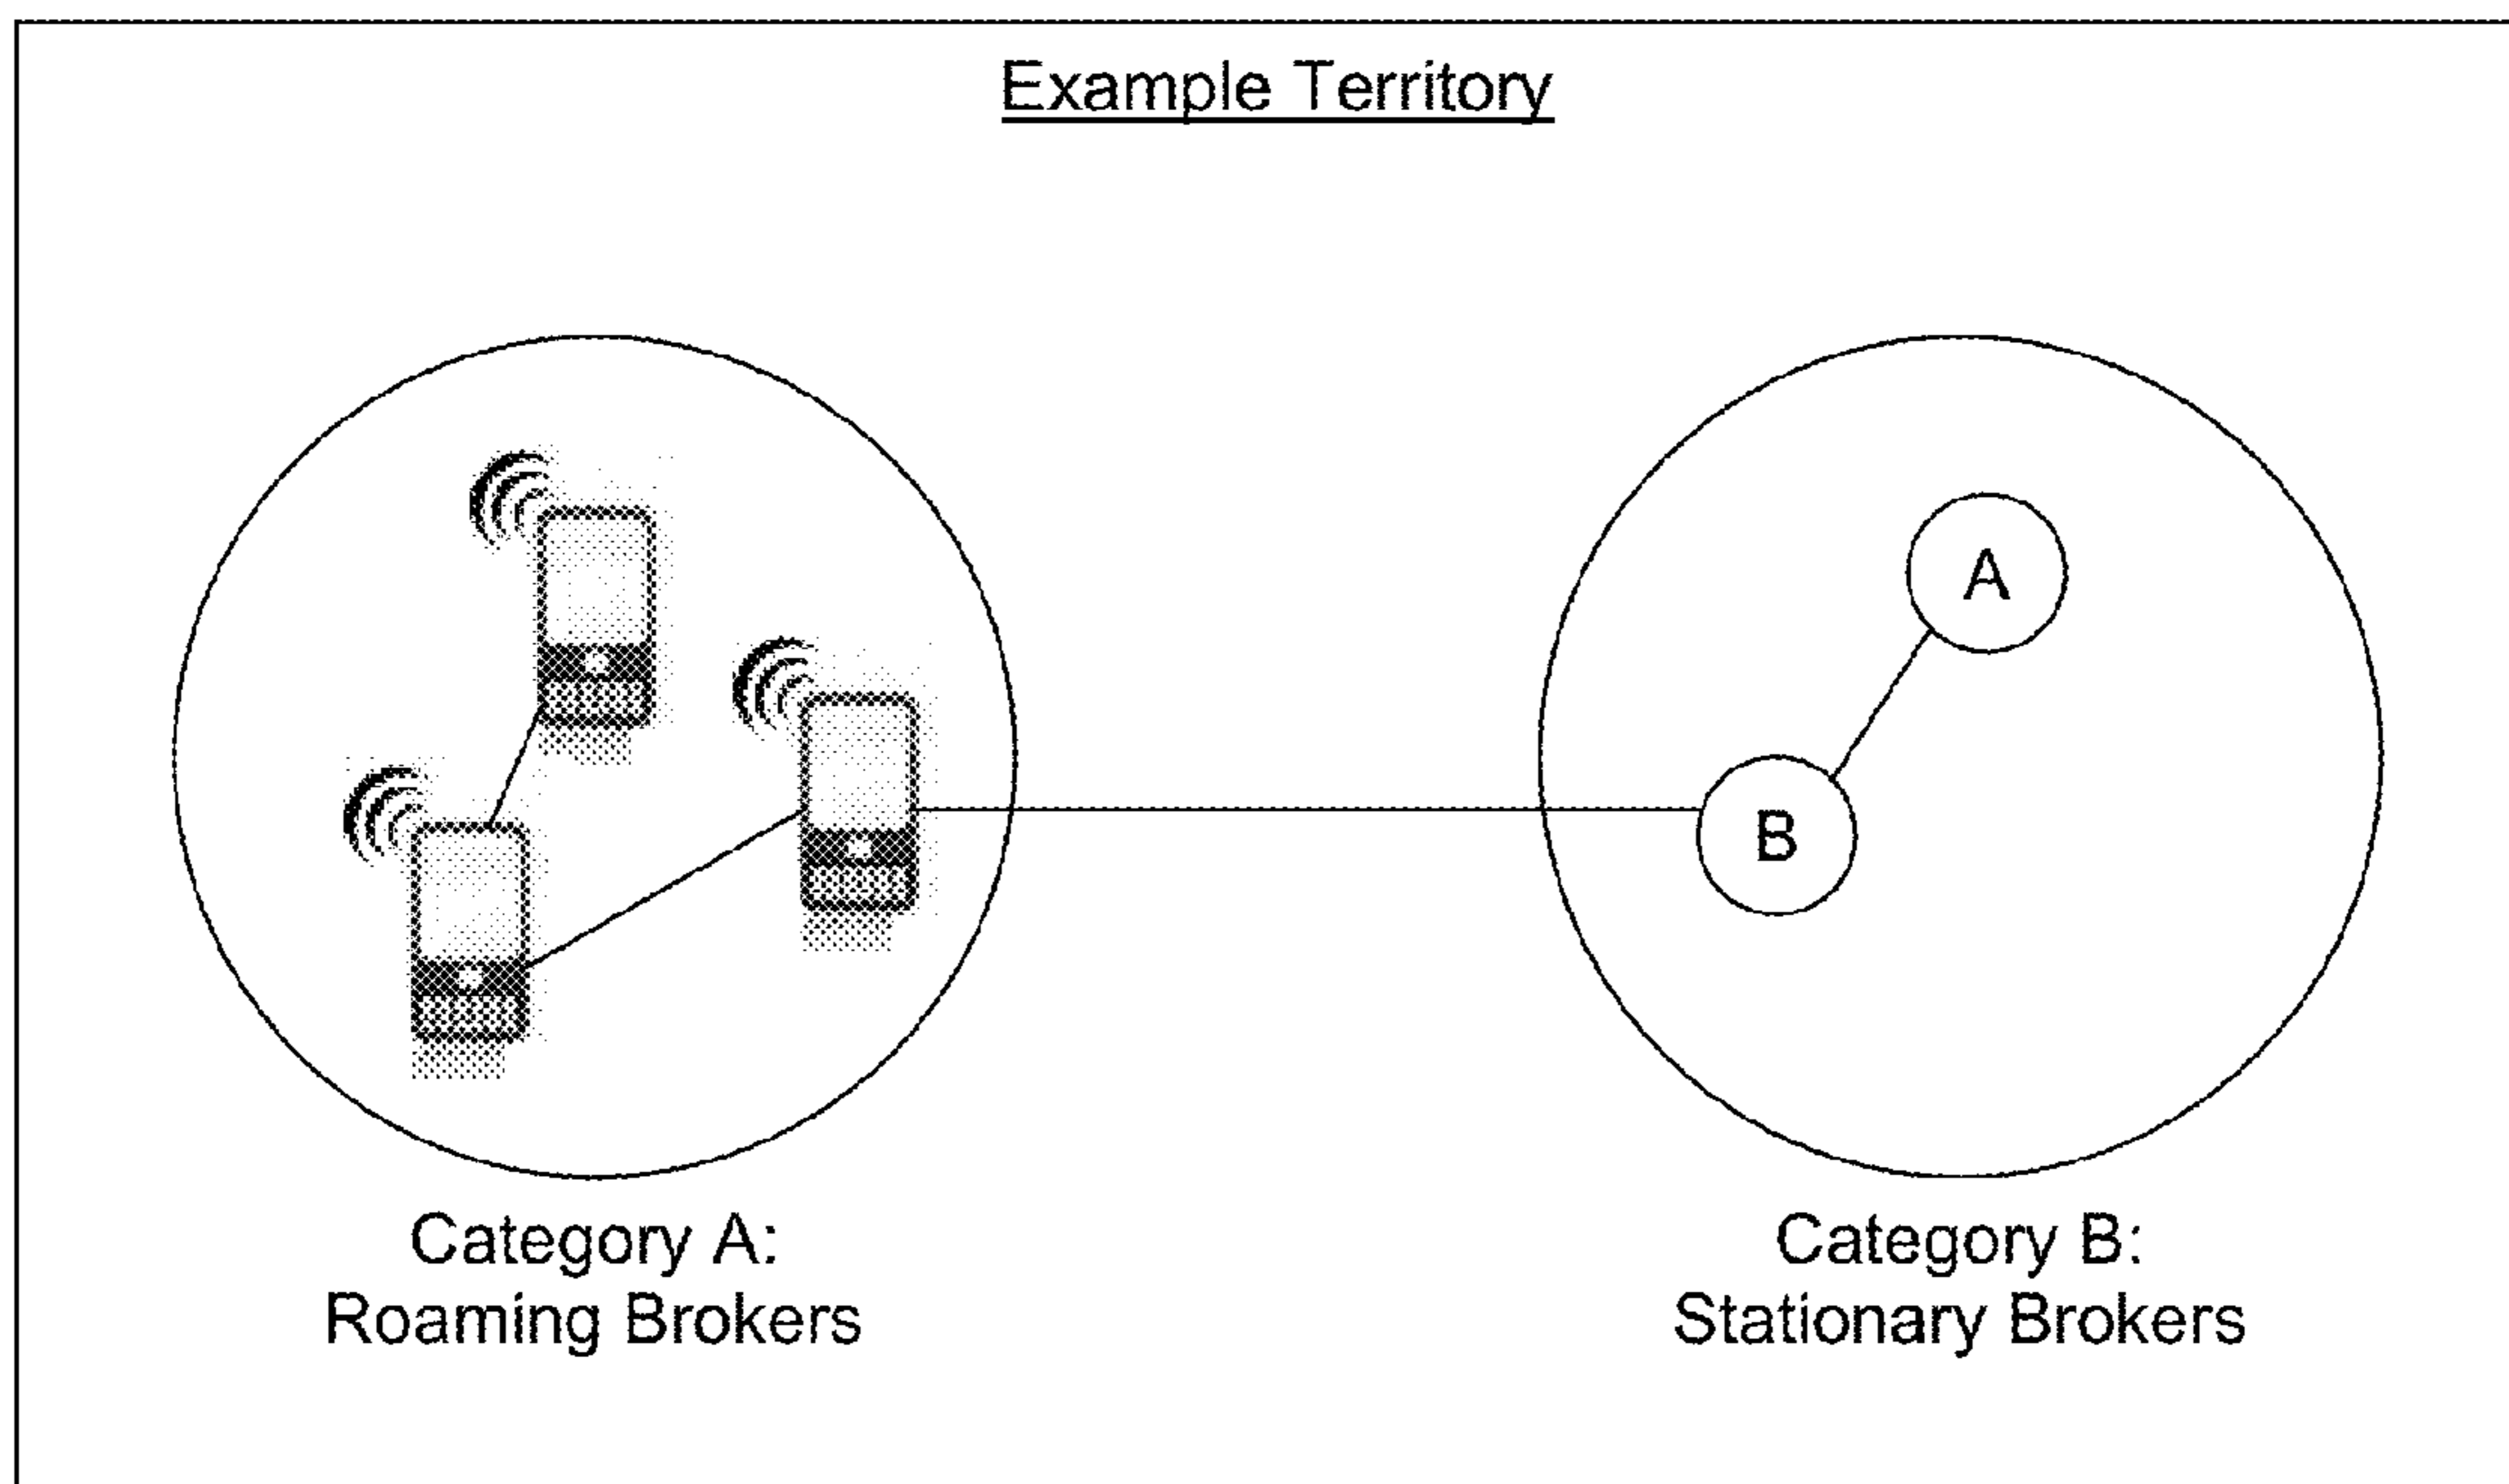 Example Territory
A
B
Category A:
Roaming Brokers
Category B:
Stationary Brokers